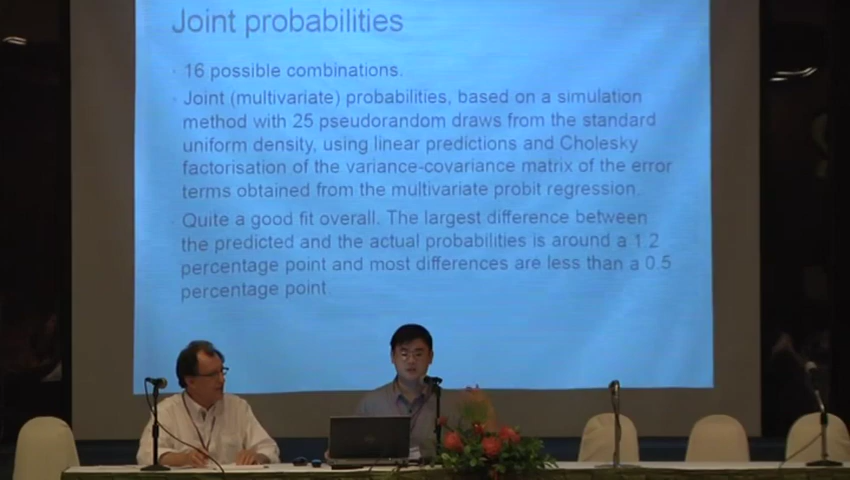 Joint probabilities
16 possible combinations.
Joint (multivariate) probabilities, based on a simulation
method with 25 pseudorandom draws from the standard
uniform density, using linear predictions and Cholesky
factorisation of the variance-covariance matrix of the error
terms obtained from the multivariate probit regression.
Quite a good fit overall. The largest difference between
the predicted and the actual probabilities is around a 1.2
percentage point and most differences are less than a 0.5
percentage point.